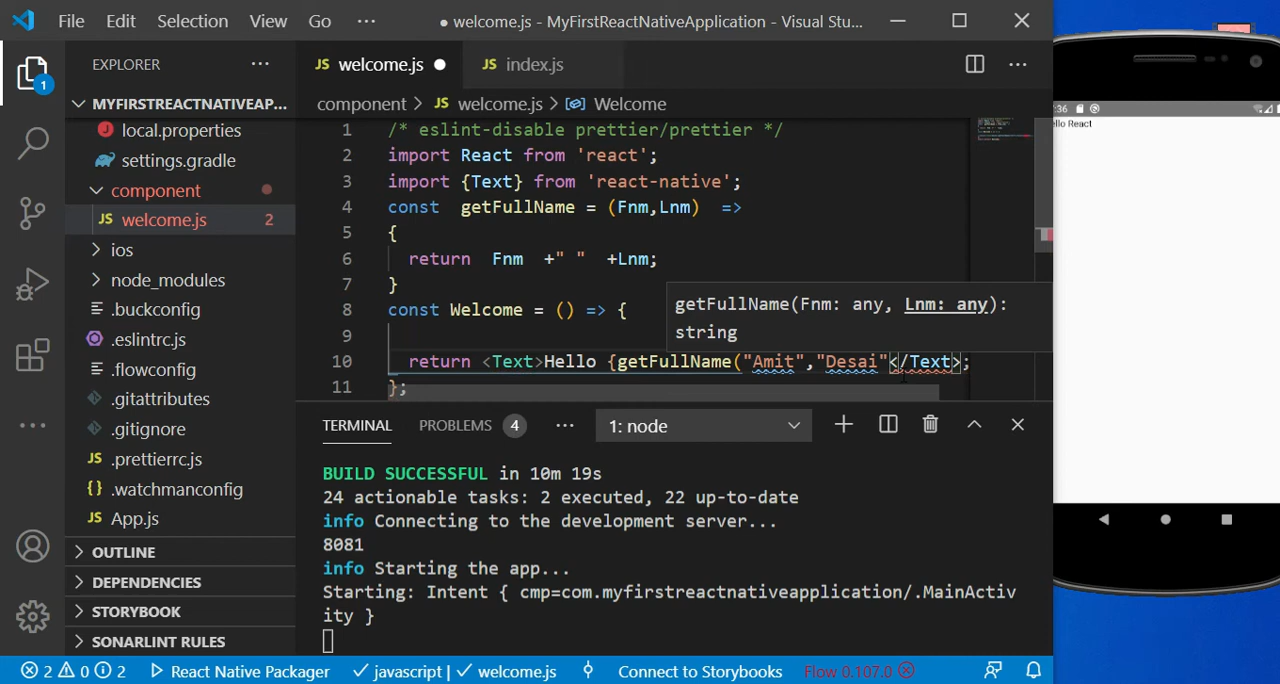 File Edit Selection View Go ··· ● welcome.js - MyFirstReactNativeApplication - Visual Stu...
EXPLORER ···
1
MYFIRSTREACTNATIVEAP...
local.properties
settings.gradle
component
JS welcome.js 2
ios
node_modules
.buckconfig
.eslintrc.js
.flowconfig
.gitattributes
.gitignore
JS .prettierrc.js
{} .watchmanconfig
JS App.js
OUTLINE
DEPENDENCIES
STORYBOOK
SONARLINT RULES
JS welcome.js ● JS index.js ···
component > JS welcome.js > Welcome
1 /* eslint-disable prettier/prettier */
2 import React from 'react';
3 import {Text} from 'react-native';
4 const getFullName = (Fnm,Lnm) =>
5 {
6 return Fnm +" " +Lnm;
7 }
8 const Welcome = () => {
9
10 return <Text>Hello {getFullName("Amit","Desai"</Text>;
11 };
getFullName(Fnm: any, Lnm: any):
string
TERMINAL PROBLEMS 4 ··· 1: node
BUILD SUCCESSFUL in 10m 19s
24 actionable tasks: 2 executed, 22 up-to-date
info Connecting to the development server...
8081
info Starting the app...
Starting: Intent { cmp=com.myfirstreactnativeapplication/.MainActiv
ity }
2 0 2 React Native Packager javascript | welcome.js Connect to Storybooks Flow 0.107.0
:36
ello React